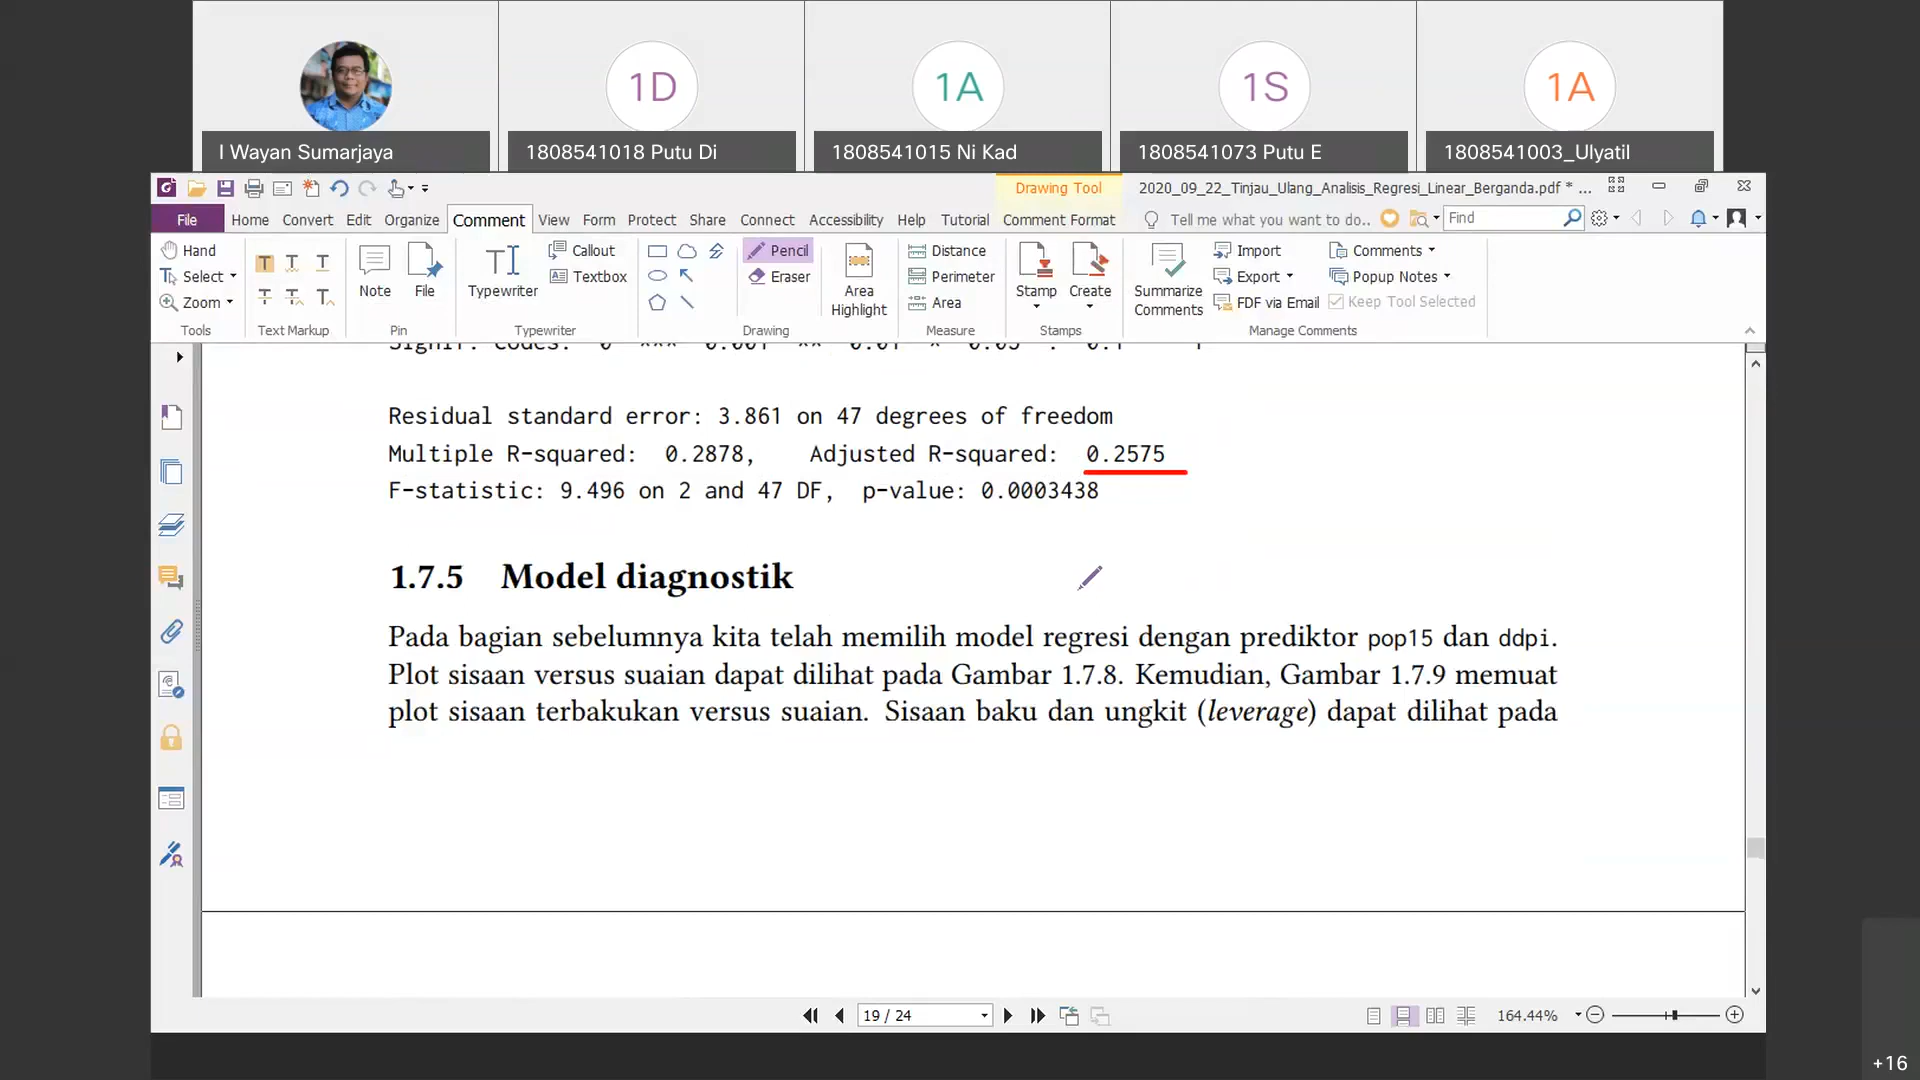 1D
1A
1S
1A
I Wayan Sumarjaya
1808541018 Putu Di
1808541015 Ni Kad
1808541073 Putu E
1808541003_Ulyatil
Drawing Tool
2020_09_22_Tinjau_Ulang_Analisis_Regresi_Linear_Berganda.pdf * ...
File Home Convert Edit Organize Comment View Form Protect Share Connect Accessibility Help Tutorial Comment Format Tell me what you want to do.. Find
Hand
Select
Zoom
Tools
Text Markup
Note
File
Pin
Typewriter
Callout
Textbox
Typewriter
Pencil
Eraser
Drawing
Area
Highlight
Distance
Perimeter
Area
Measure
Stamp
Create
Stamps
Summarize
Comments
Import
Export
FDF via Email
Comments
Popup Notes
Keep Tool Selected
Manage Comments
Residual standard error: 3.861 on 47 degrees of freedom
Multiple R-squared: 0.2878, Adjusted R-squared: 0.2575
F-statistic: 9.496 on 2 and 47 DF, p-value: 0.0003438
1.7.5 Model diagnostik
Pada bagian sebelumnya kita telah memilih model regresi dengan prediktor pop15 dan ddpi.
Plot sisaan versus suaian dapat dilihat pada Gambar 1.7.8. Kemudian, Gambar 1.7.9 memuat
plot sisaan terbakukan versus suaian. Sisaan baku dan ungkit (leverage) dapat dilihat pada
19 / 24
164.44%
+16